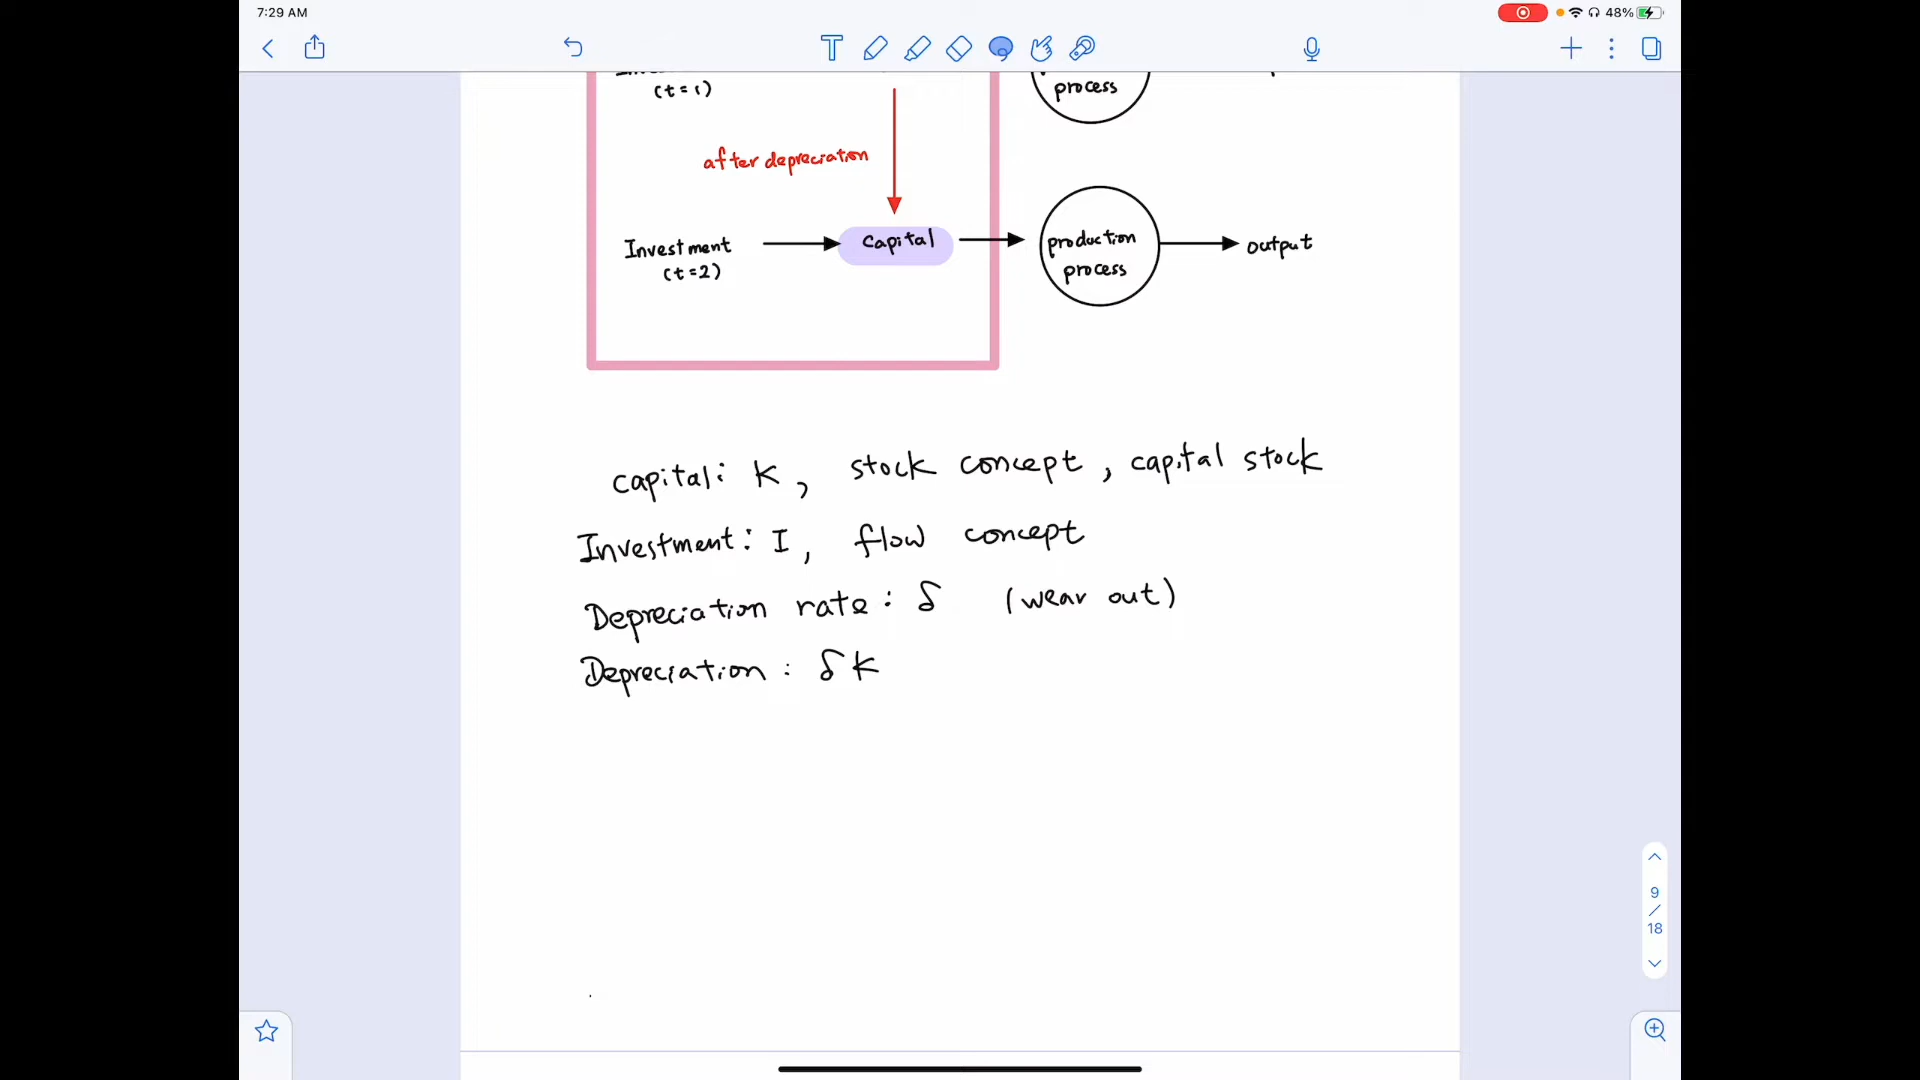 7:29 AM
48%
(t=1)
process
after depreciation
Investment
(t=2)
Capital
production
process
output
capital: K, stock concept, capital stock
Investment: I, flow concept
Depreciation rate: δ (wear out)
Depreciation: δK
9
/
18